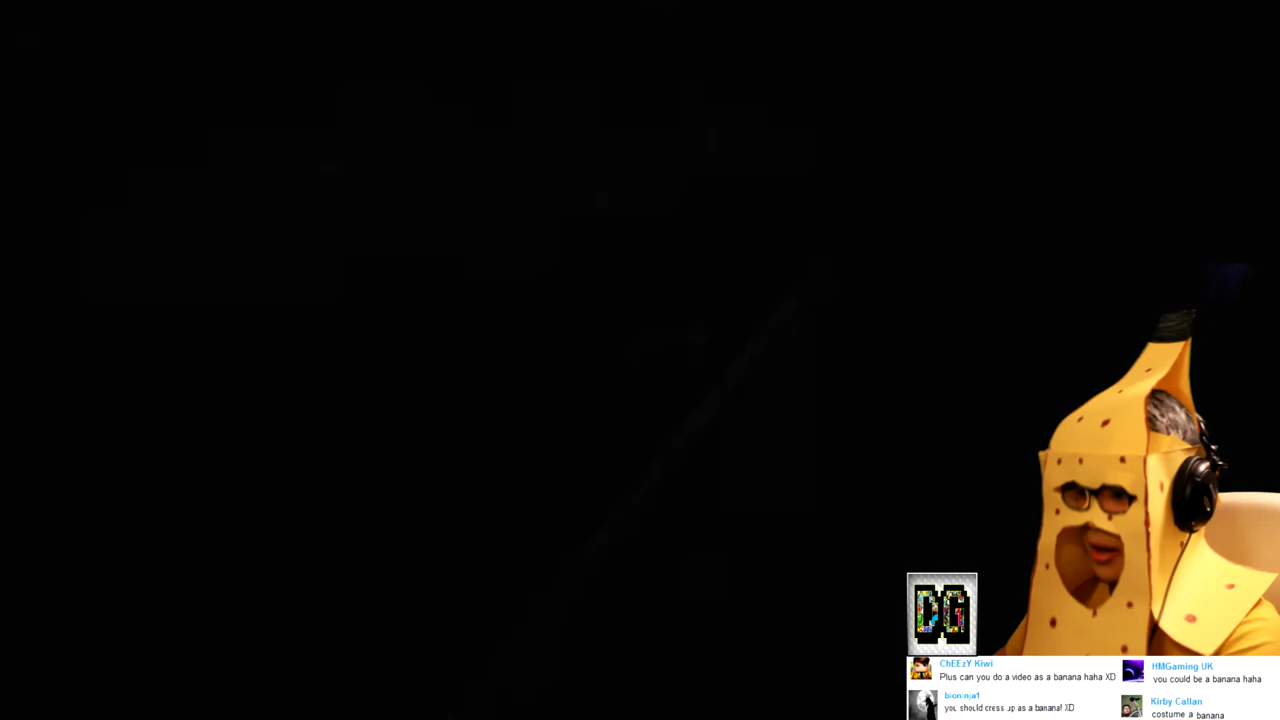 DG
ChEEzY Kiwi
Plus can you do a video as a banana haha XD
HMGaming UK
you could be a banana haha
bioninja1
you should cress up as a banana! XD
Kirby Callan
costume a banana